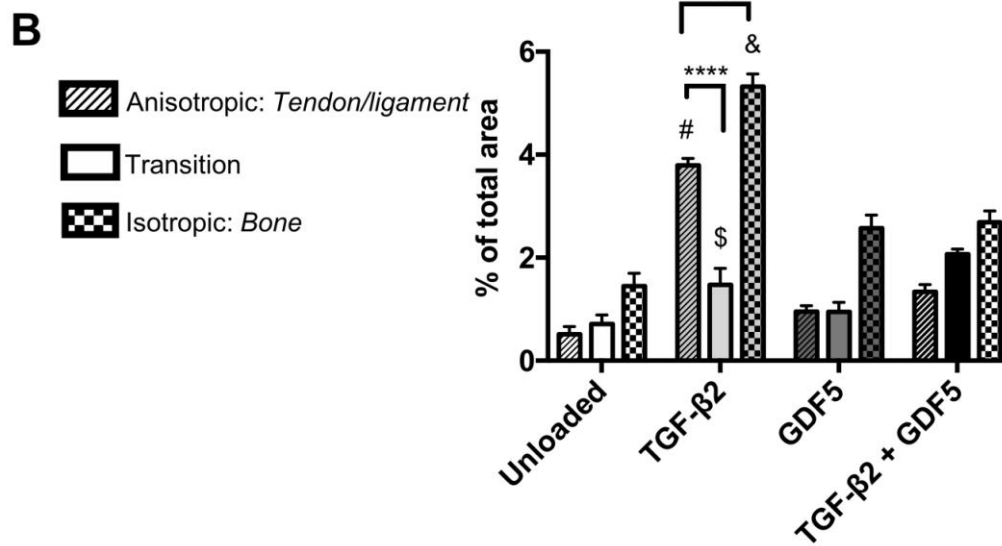 B
Anisotropic: Tendon/ligament
Transition
Isotropic: Bone
% of total area
6
4
2
0
&
****
#
$
Unloaded
TGF-β2
GDF5
TGF-β2 + GDF5